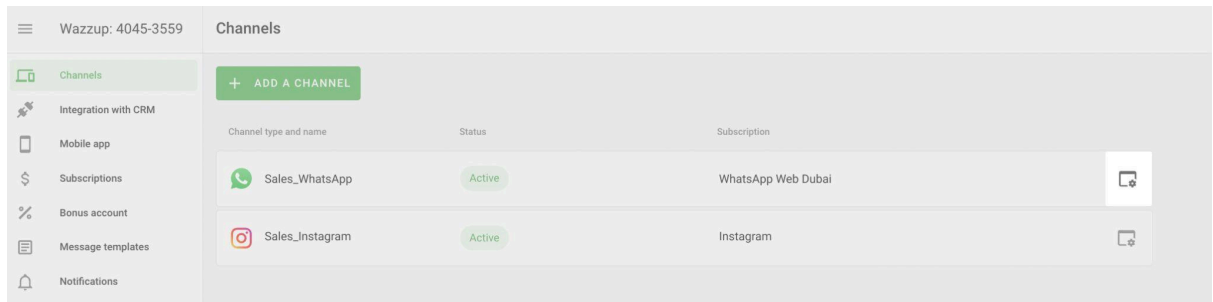 Wazzup: 4045-3559
Channels
Channels
Integration with CRM
Mobile app
Subscriptions
Bonus account
Message templates
Notifications
+ ADD A CHANNEL
Channel type and name Status Subscription
Sales_WhatsApp Active WhatsApp Web Dubai
Sales_Instagram Active Instagram